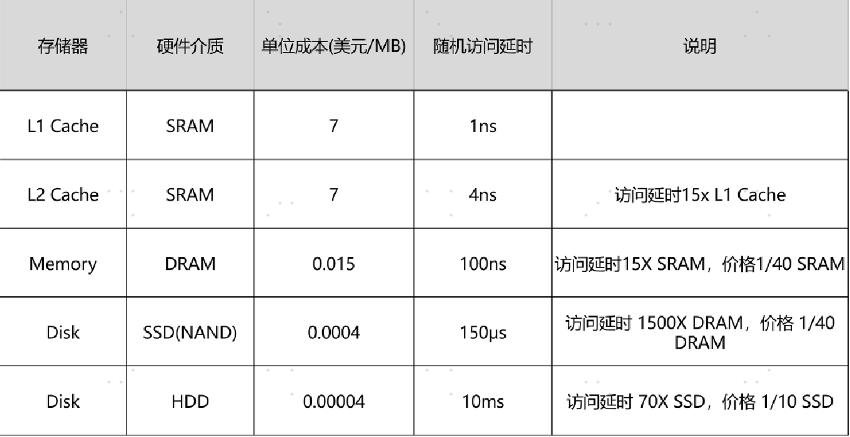 存储器 硬件介质 单位成本(美元/MB) 随机访问延时 说明
L1 Cache SRAM 7 1ns
L2 Cache SRAM 7 4ns 访问延时15x L1 Cache
Memory DRAM 0.015 100ns 访问延时15X SRAM，价格1/40 SRAM
Disk SSD(NAND) 0.0004 150μs 访问延时 1500X DRAM，价格 1/40
DRAM
Disk HDD 0.00004 10ms 访问延时 70X SSD，价格 1/10 SSD